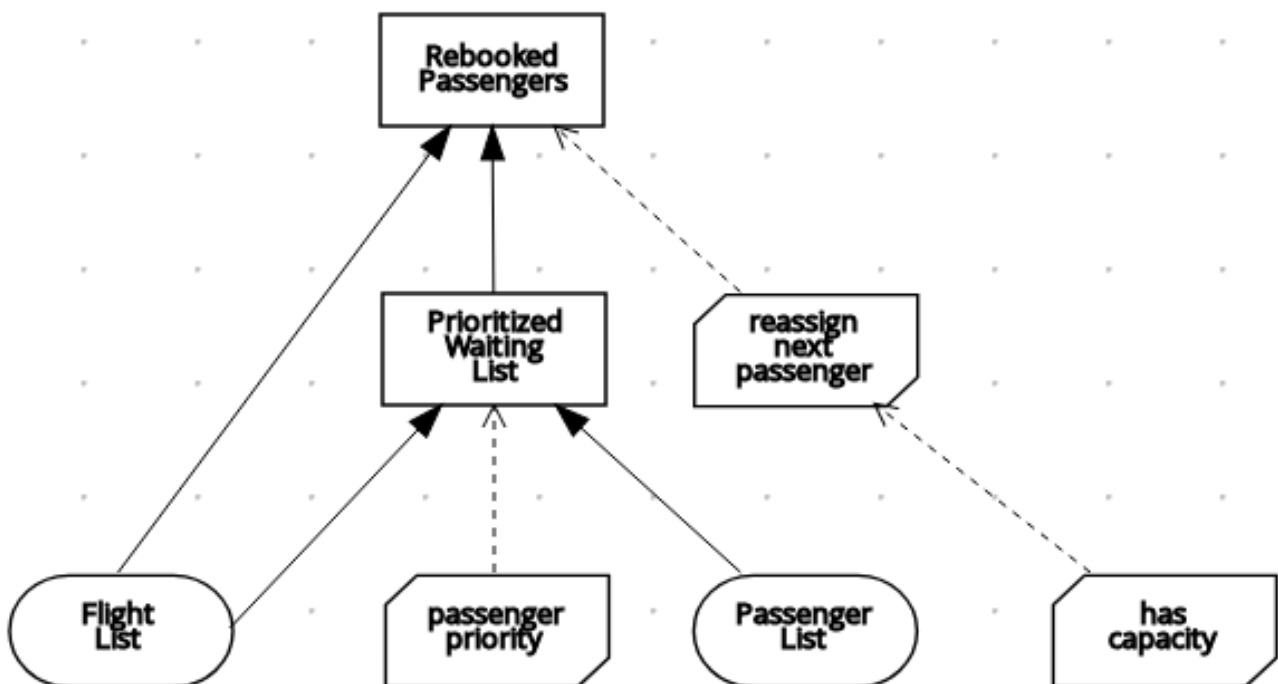 Rebooked
Passengers
Prioritized
Waiting
List
reassign
next
passenger
Flight
List
passenger
priority
Passenger
List
has
capacity